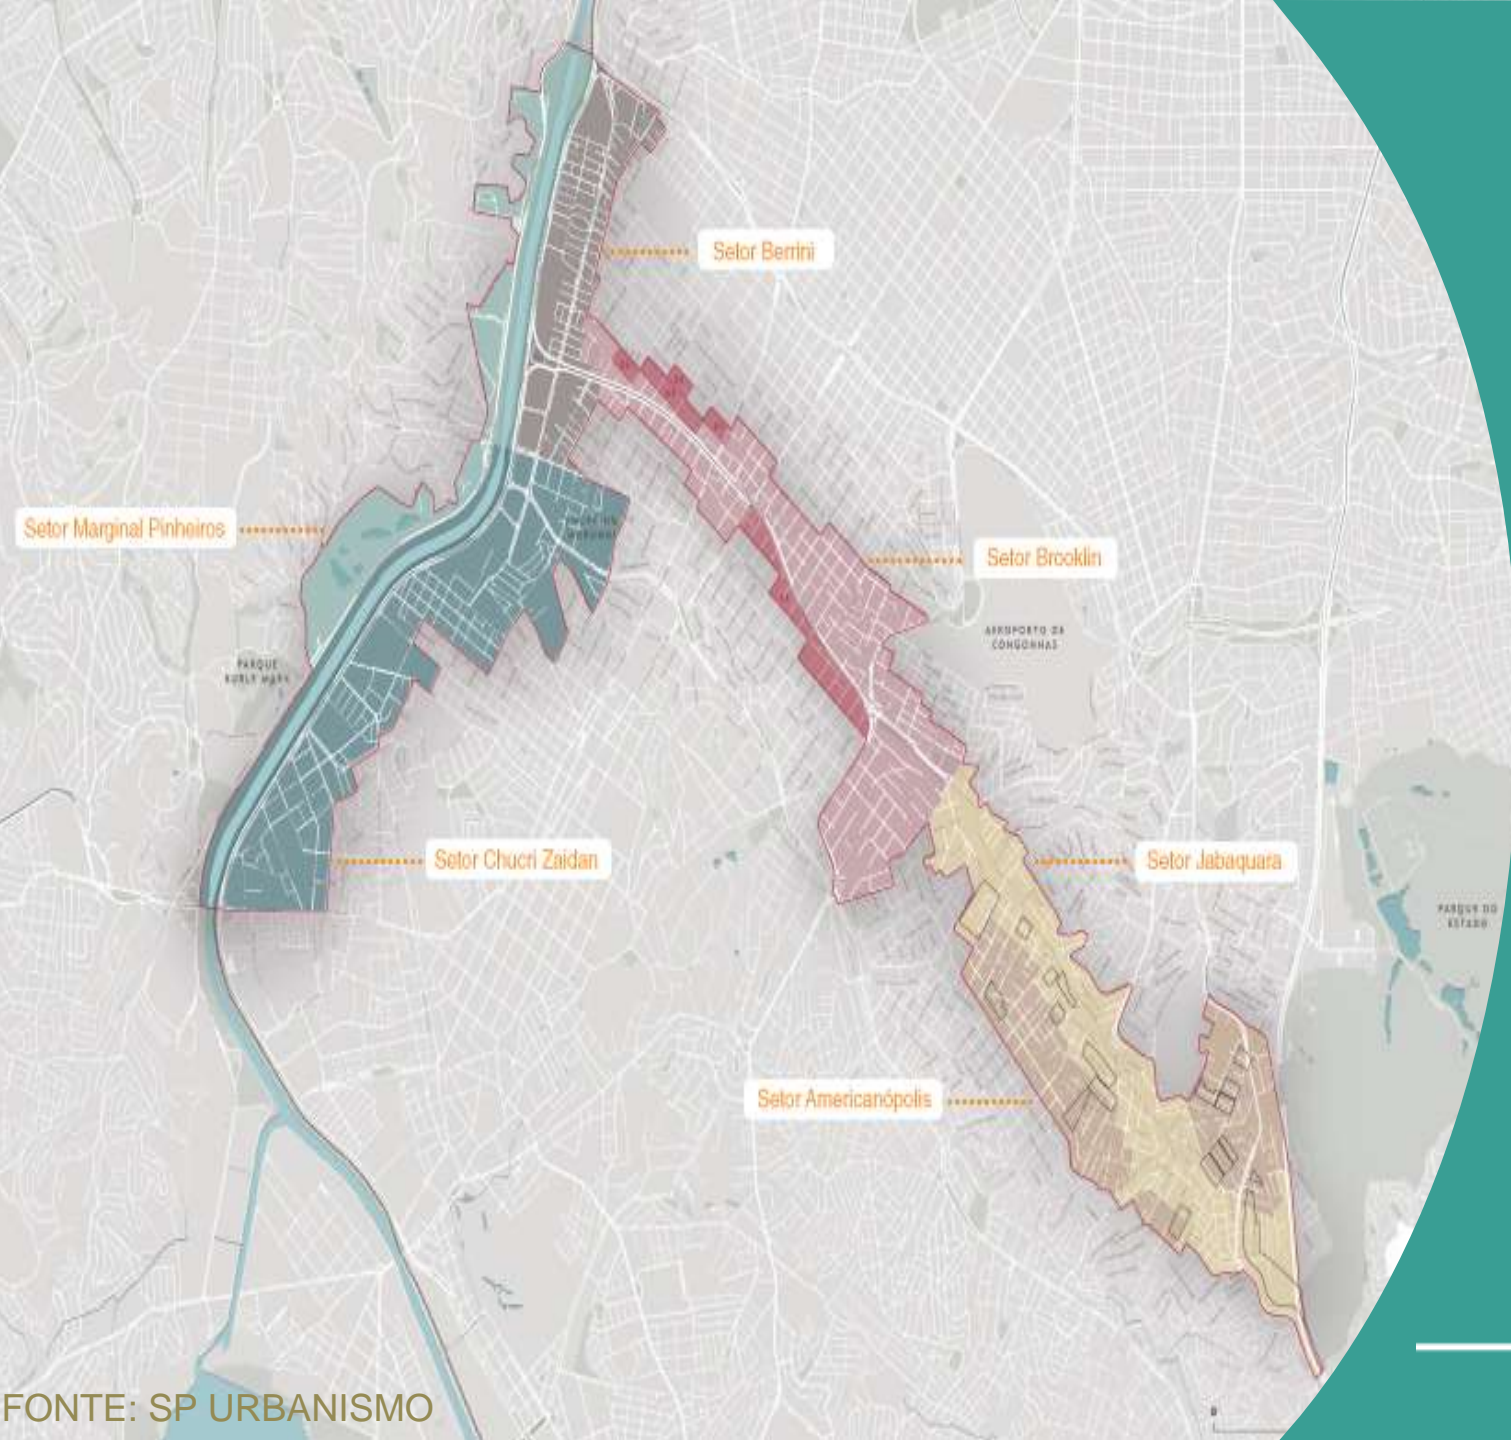 Setor Berrini
Setor Marginal Pinheiros
Setor Brooklin
AEROPORTO DE
CONGONHAS
PARQUE
BURLE MARX
Setor Chucri Zaidan
Setor Jabaquara
PARQUE DO
ESTADO
Setor Americanópolis
FONTE: SP URBANISMO
0